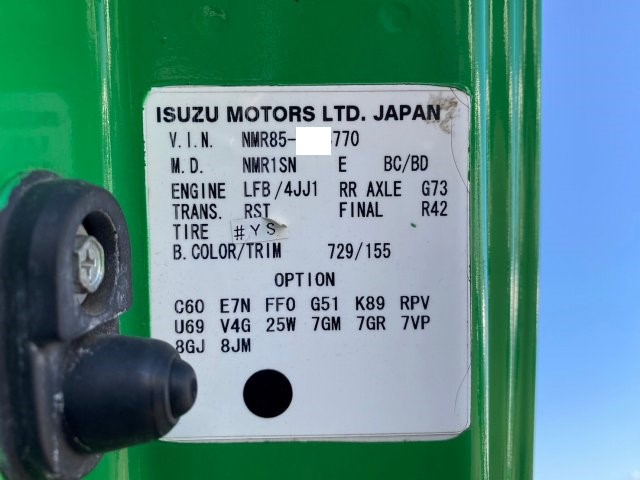 ISUZU MOTORS LTD. JAPAN
V.I.N. NMR85- 770
M.D. NMR1SN E BC/BD
ENGINE LFB/4JJ1 RR AXLE G73
TRANS. RST FINAL R42
TIRE #YS
B.COLOR/TRIM 729/155
OPTION
C60 E7N FF0 G51 K89 RPV
U69 V4G 25W 7GM 7GR 7VP
8GJ 8JM